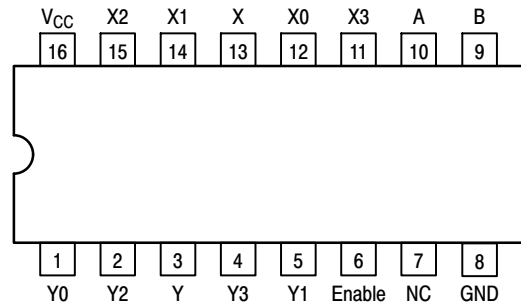 V_CC X2 X1 X X0 X3 A B
16 15 14 13 12 11 10 9
1 2 3 4 5 6 7 8
Y0 Y2 Y Y3 Y1 Enable NC GND